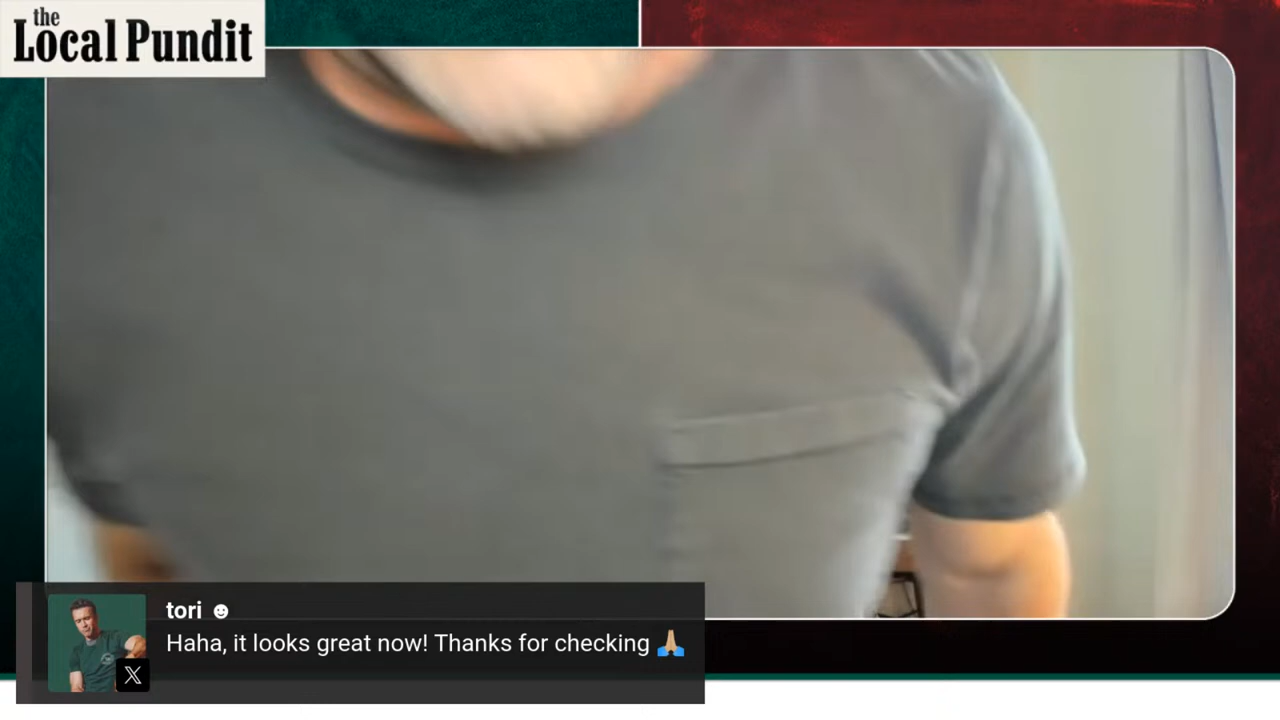 the
Local Pundit
tori ☻
Haha, it looks great now! Thanks for checking 🙏🏼
X